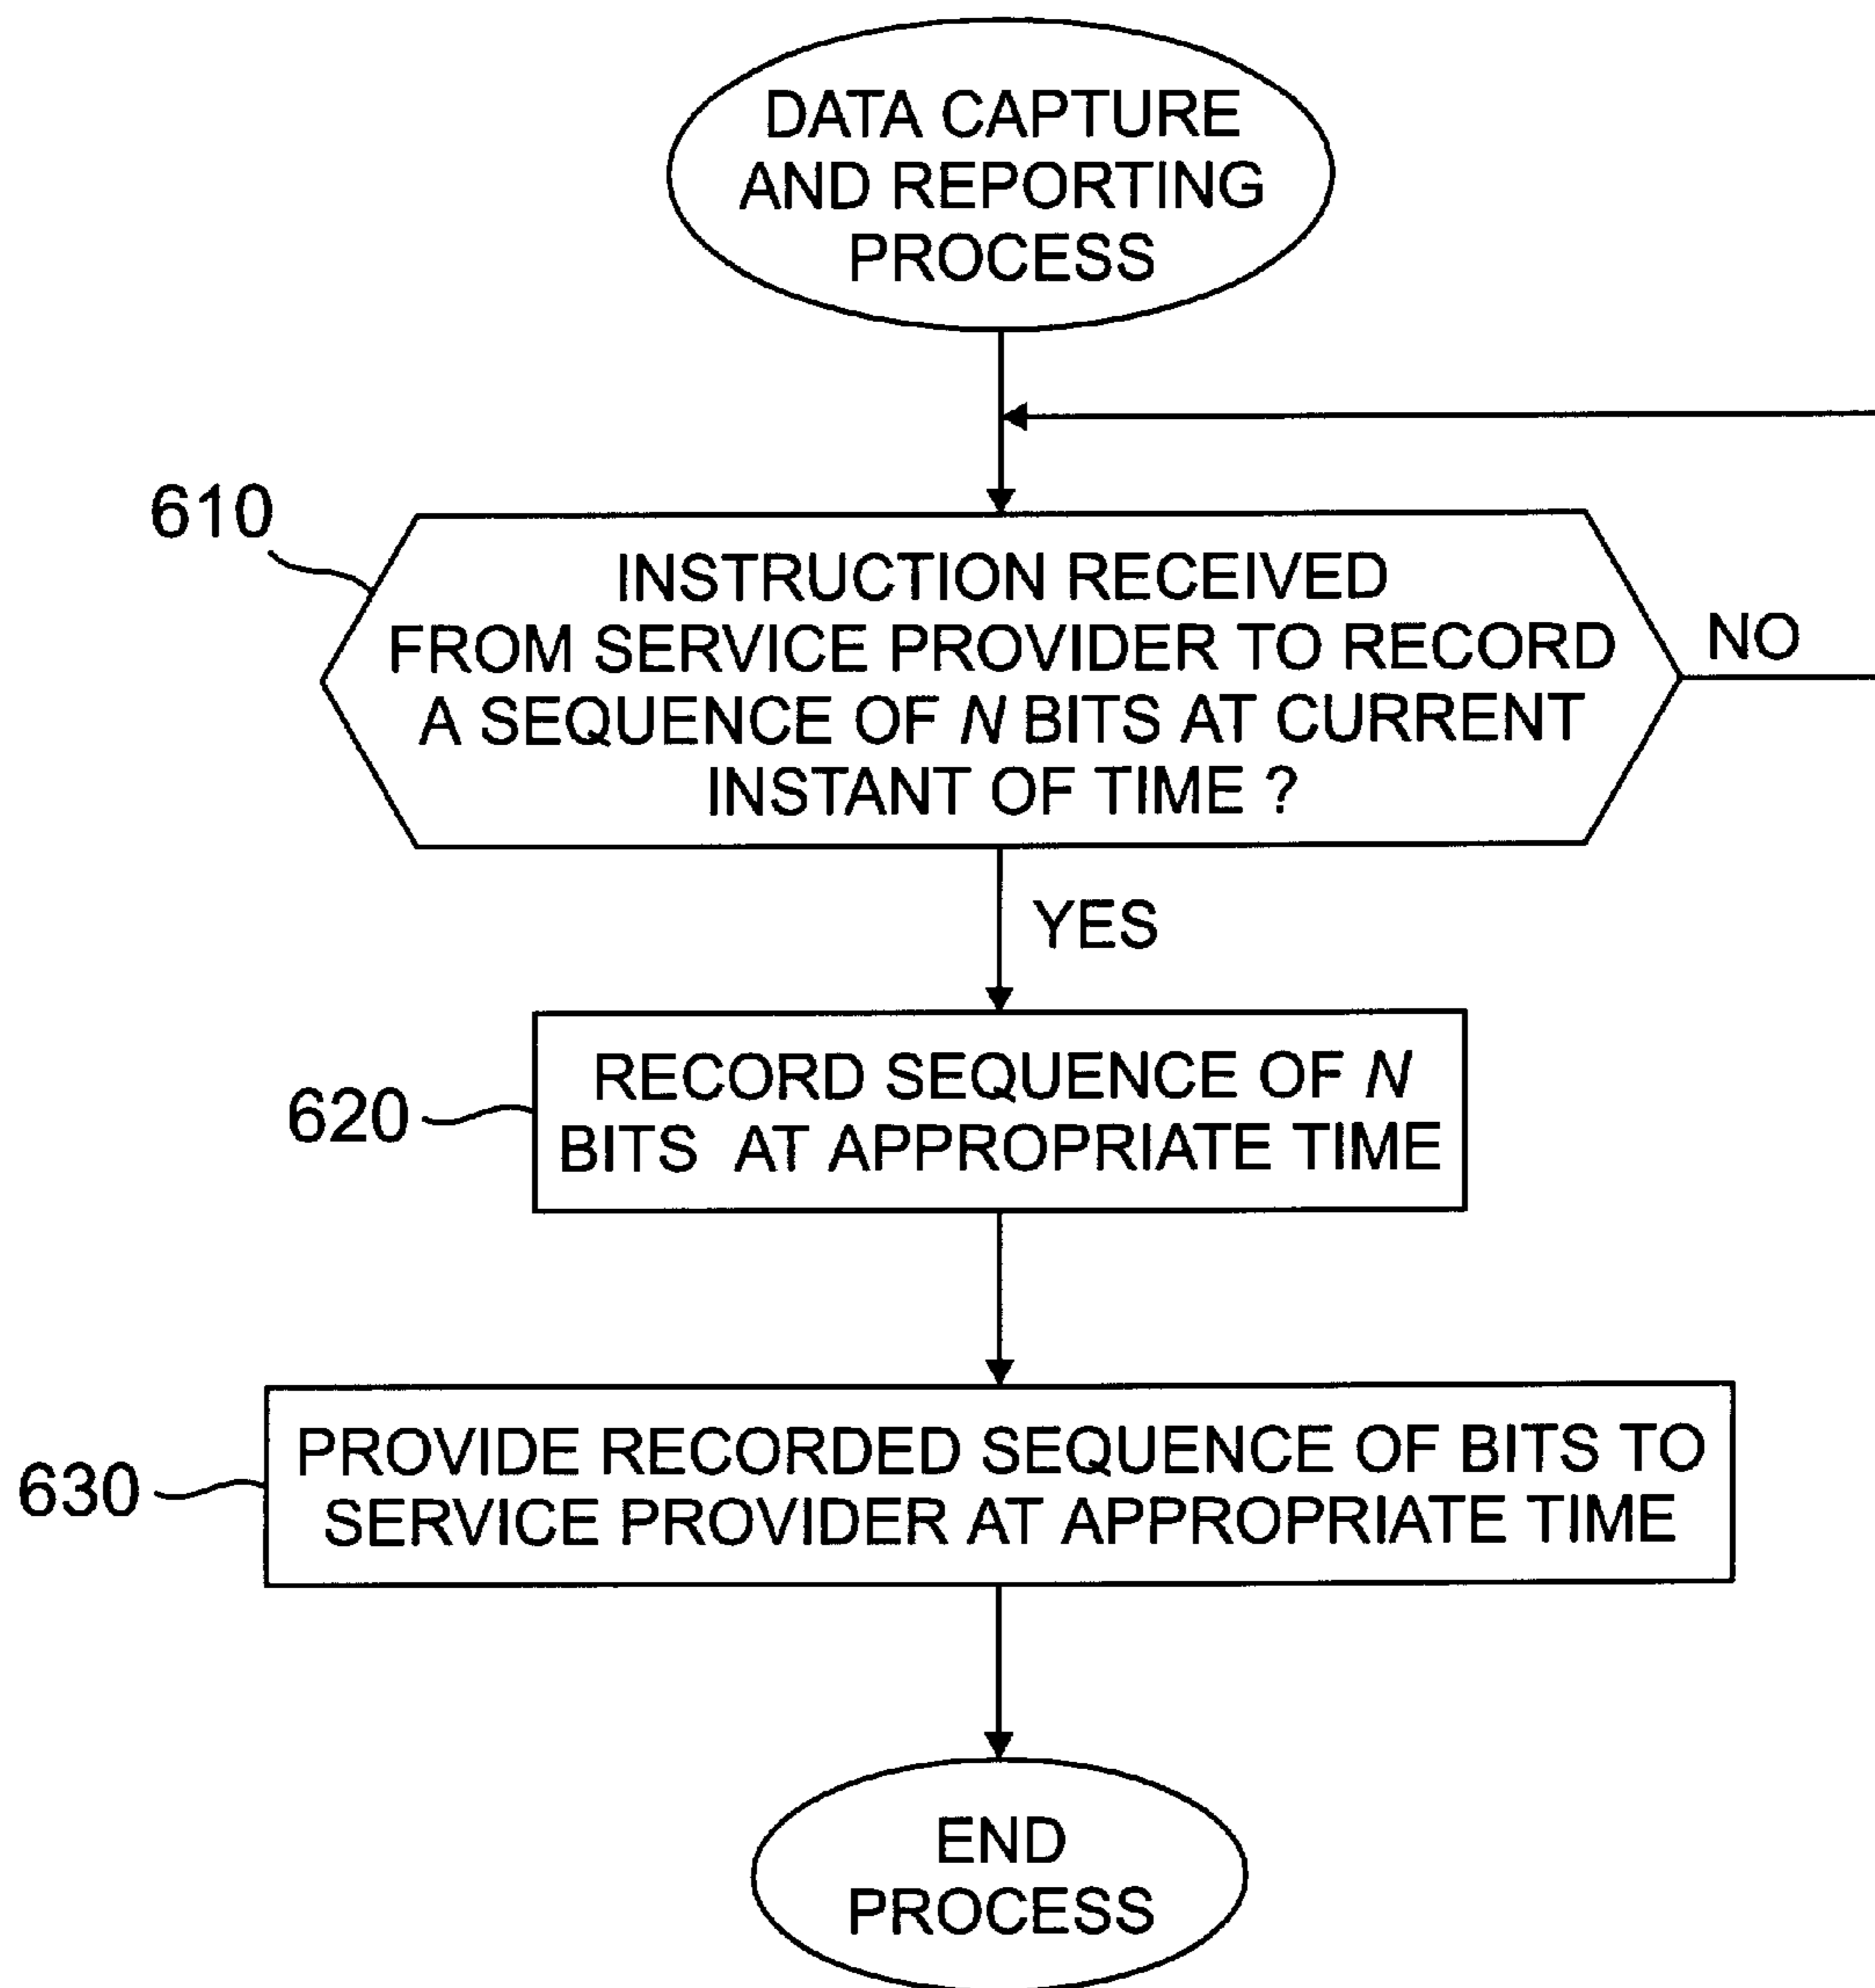 DATA CAPTURE
AND REPORTING
PROCESS
610
INSTRUCTION RECEIVED
FROM SERVICE PROVIDER TO RECORD
A SEQUENCE OF N BITS AT CURRENT
INSTANT OF TIME ?
NO
YES
620
RECORD SEQUENCE OF N
BITS AT APPROPRIATE TIME
630
PROVIDE RECORDED SEQUENCE OF BITS TO
SERVICE PROVIDER AT APPROPRIATE TIME
END
PROCESS